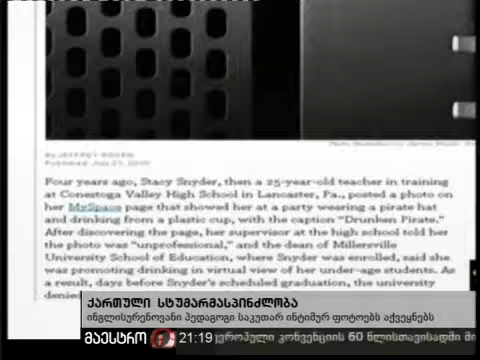 By JEFFREY ROSEN
Published: July 21, 2010
Four years ago, Stacy Snyder, then a 25-year-old teacher in training
at Conestoga Valley High School in Lancaster, Pa., posted a photo on
her MySpace page that showed her at a party wearing a pirate hat
and drinking from a plastic cup, with the caption “Drunken Pirate.”
After discovering the page, her supervisor at the high school told her
the photo was “unprofessional,” and the dean of Millersville
University School of Education, where Snyder was enrolled, said she
was promoting drinking in virtual view of her under-age students. As
a result, days before Snyder’s scheduled graduation, the university
denied
ქართული სტუმარმასპინძლობა
ინგლისურენოვანი პედაგოგი საკუთარ ინტიმურ ფოტოებს აქვეყნებს
მაესტრო 21:19 ევროპული კონვენციის 60 წლისთავისადმი